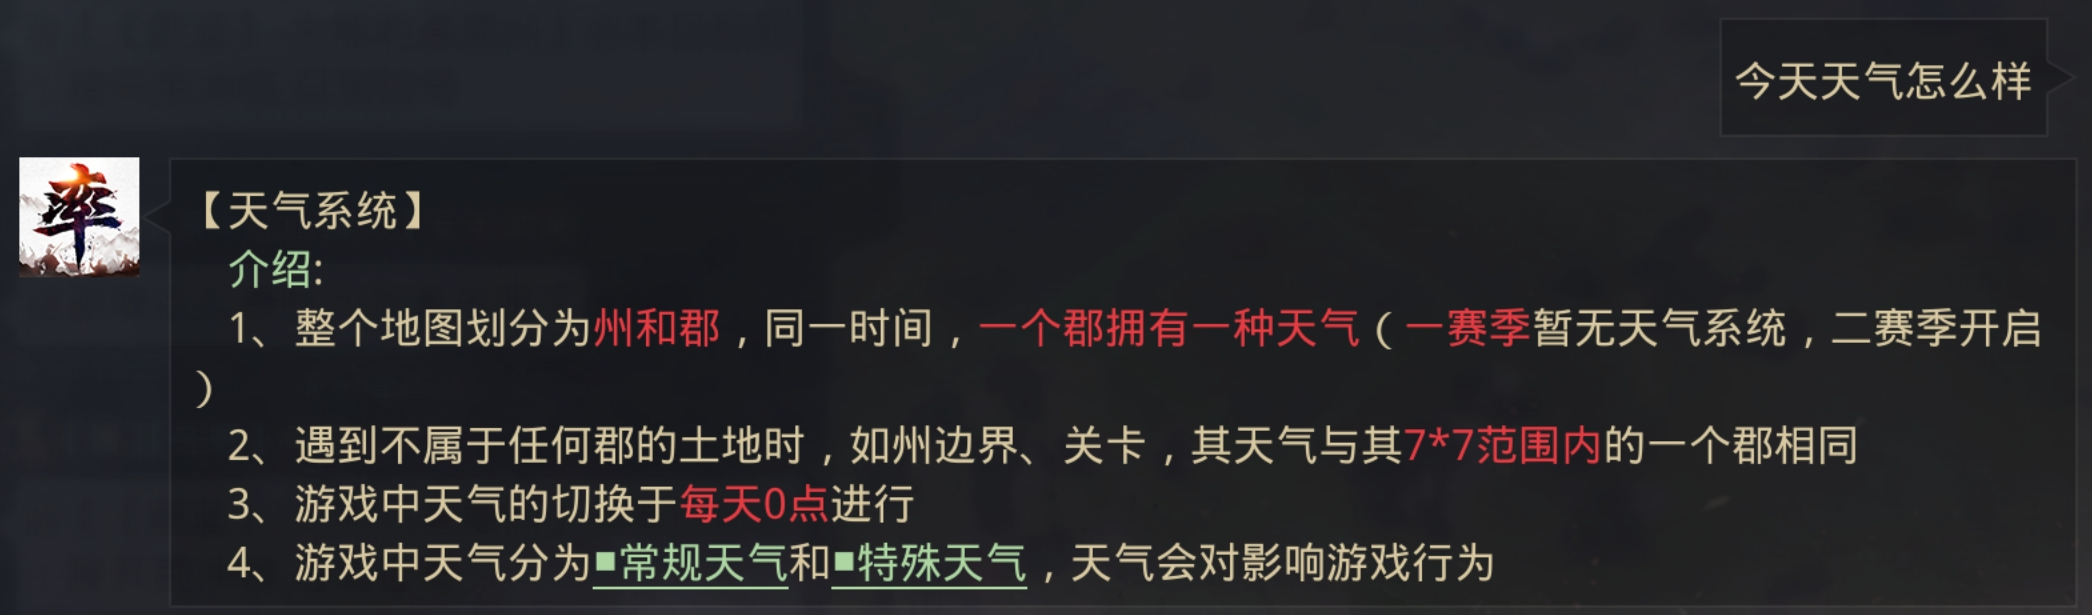 今天天气怎么样
率
【天气系统】
介绍:
1、整个地图划分为州和郡，同一时间，一个郡拥有一种天气（一赛季暂无天气系统，二赛季开启
）
2、遇到不属于任何郡的土地时，如州边界、关卡，其天气与其7*7范围内的一个郡相同
3、游戏中天气的切换于每天0点进行
4、游戏中天气分为■常规天气和■特殊天气，天气会对影响游戏行为